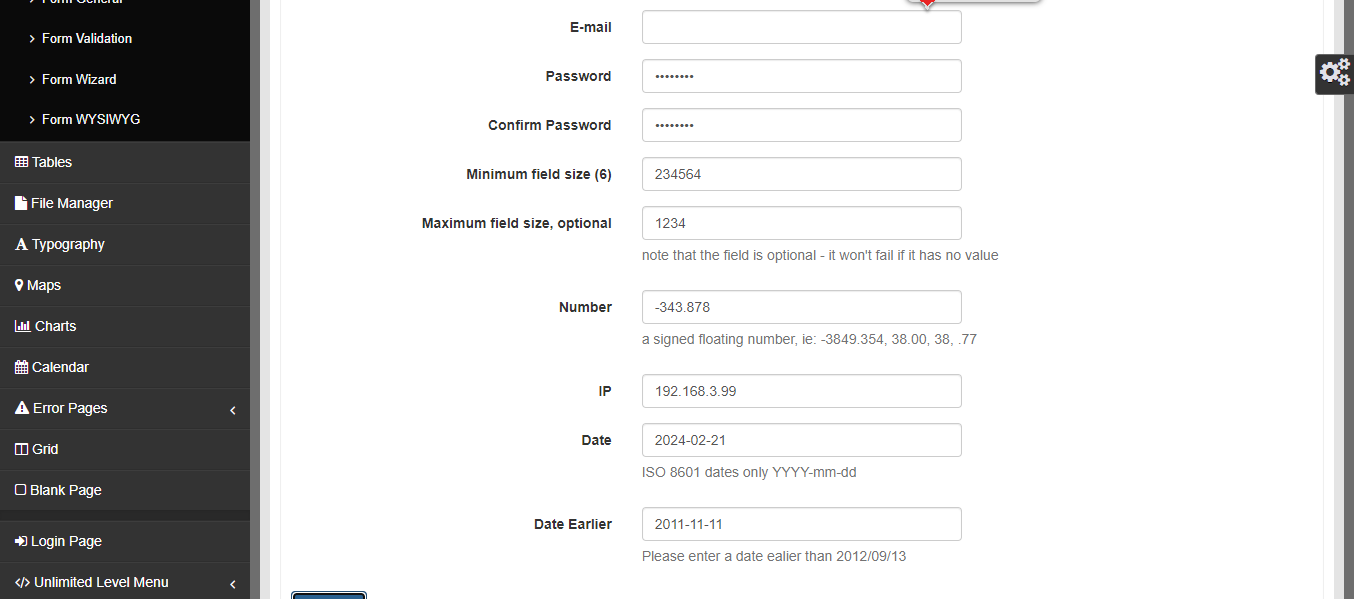 Form General
Form Validation
Form Wizard
Form WYSIWYG
Tables
File Manager
Typography
Maps
Charts
Calendar
Error Pages
Grid
Blank Page
Login Page
Unlimited Level Menu
E-mail
Password ••••••••
Confirm Password ••••••••
Minimum field size (6) 234564
Maximum field size, optional 1234
note that the field is optional - it won't fail if it has no value
Number -343.878
a signed floating number, ie: -3849.354, 38.00, 38, .77
IP 192.168.3.99
Date 2024-02-21
ISO 8601 dates only YYYY-mm-dd
Date Earlier 2011-11-11
Please enter a date ealier than 2012/09/13